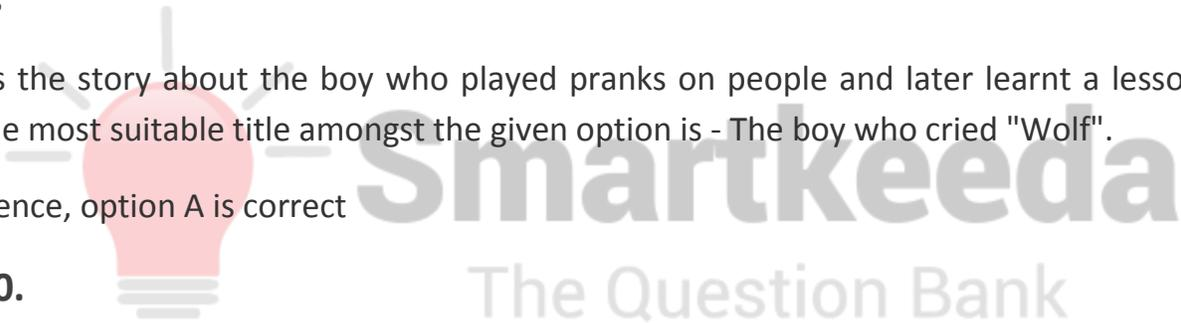 s the story about the boy who played pranks on people and later learnt a lesso
e most suitable title amongst the given option is - The boy who cried "Wolf".
Smartkeeda
ence, option A is correct
The Question Bank
0.